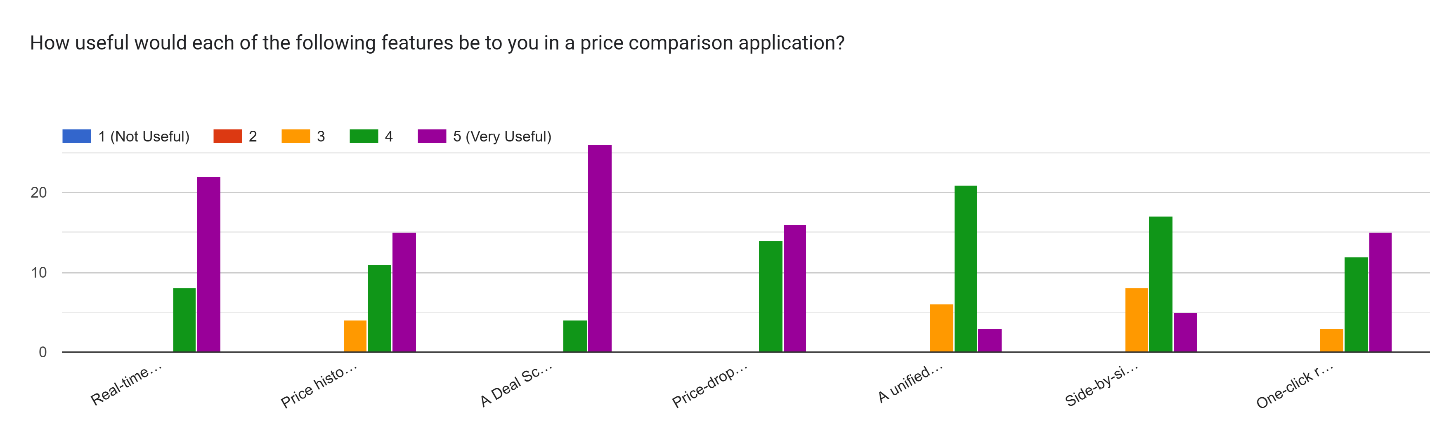 How useful would each of the following features be to you in a price comparison application?
1 (Not Useful) 2 3 4 5 (Very Useful)
20
10
0
Real-time…
Price histo…
A Deal Sc…
Price-drop…
A unified…
Side-by-si…
One-click r…